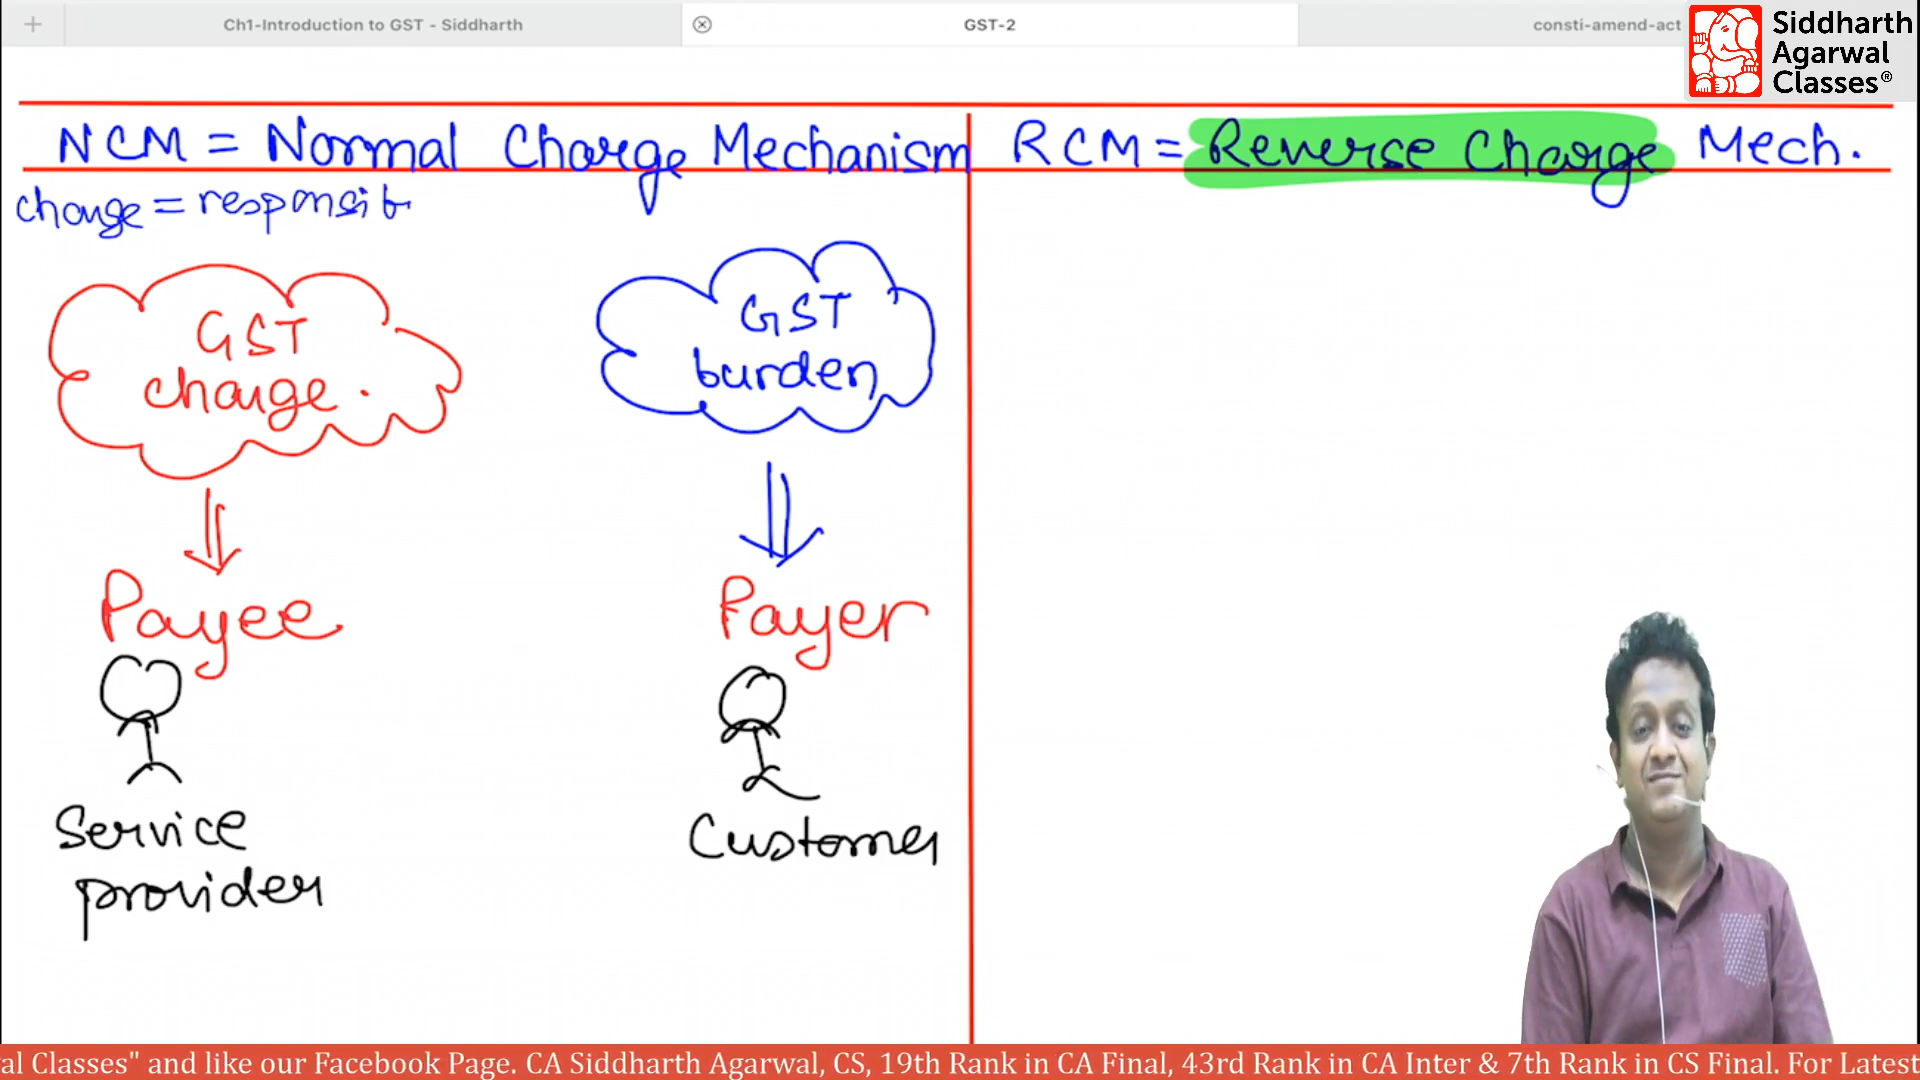 Ch1-Introduction to GST - Siddharth
GST-2
consti-amend-act
Siddharth
Agarwal
Classes®
NCM = Normal Charge Mechanism
RCM = Reverse Charge Mech.
charge = responsib
GST
charge.
GST
burden
Payee
Payer
Service
provider
Customer
al Classes" and like our Facebook Page. CA Siddharth Agarwal, CS, 19th Rank in CA Final, 43rd Rank in CA Inter & 7th Rank in CS Final. For Latest